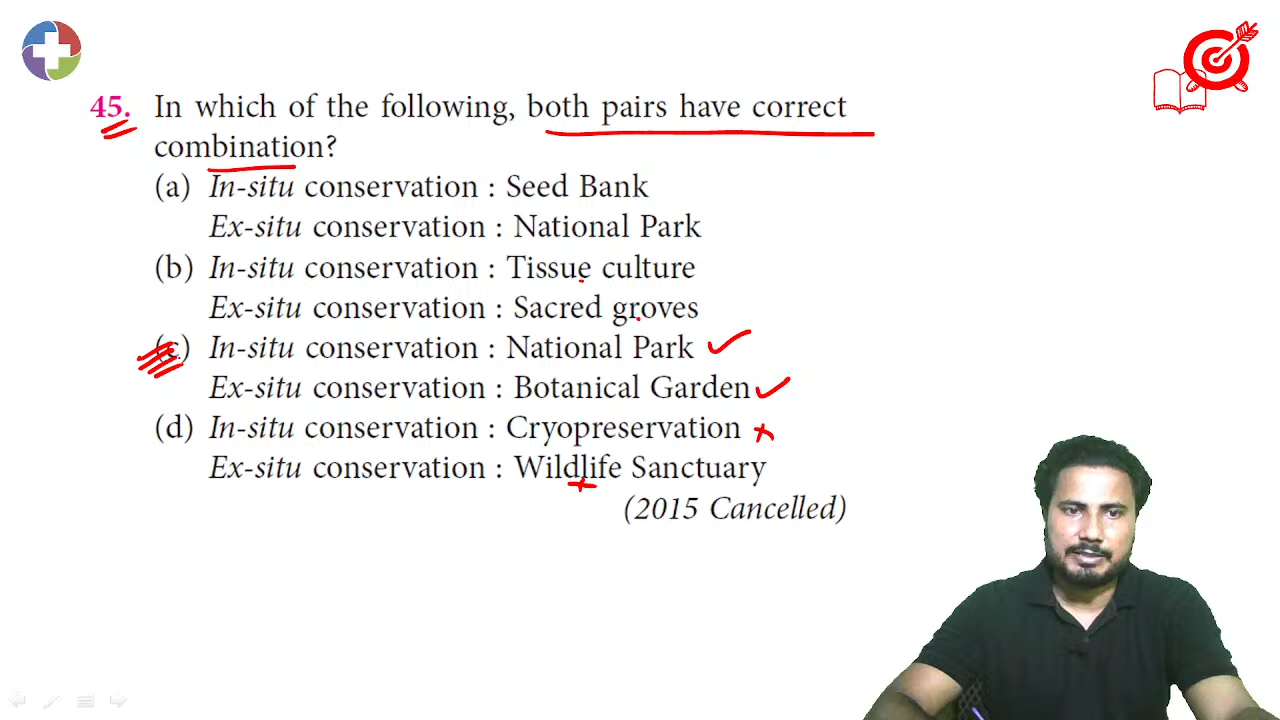 45. In which of the following, both pairs have correct
combination?
(a) In-situ conservation : Seed Bank
Ex-situ conservation : National Park
(b) In-situ conservation : Tissue culture
Ex-situ conservation : Sacred groves
(c) In-situ conservation : National Park
Ex-situ conservation : Botanical Garden
(d) In-situ conservation : Cryopreservation
Ex-situ conservation : Wildlife Sanctuary
(2015 Cancelled)